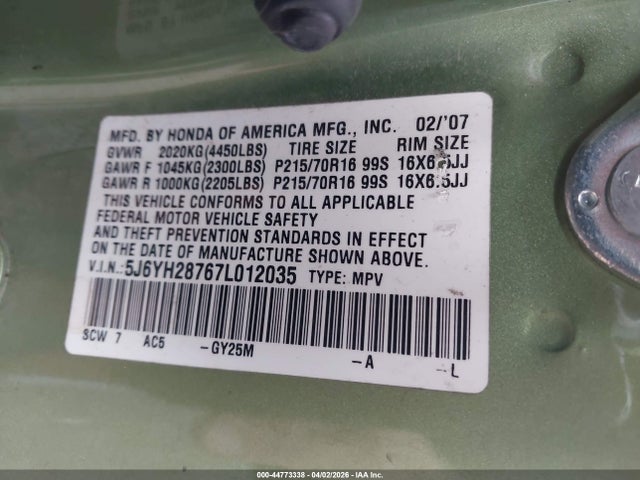 MFD. BY HONDA OF AMERICA MFG., INC. 02/'07
GVWR 2020KG(4450LBS) TIRE SIZE RIM SIZE
GAWR F 1045KG(2300LBS) P215/70R16 99S 16X6.5JJ
GAWR R 1000KG(2205LBS) P215/70R16 99S 16X6.5JJ
THIS VEHICLE CONFORMS TO ALL APPLICABLE
FEDERAL MOTOR VEHICLE SAFETY
AND THEFT PREVENTION STANDARDS IN EFFECT
ON THE DATE OF MANUFACTURE SHOWN ABOVE.
V.I.N.: 5J6YH28767L012035 TYPE: MPV
SCW 7 AC5 -GY25M -A -L
000-44773338 - 04/02/2026 - IAA Inc.